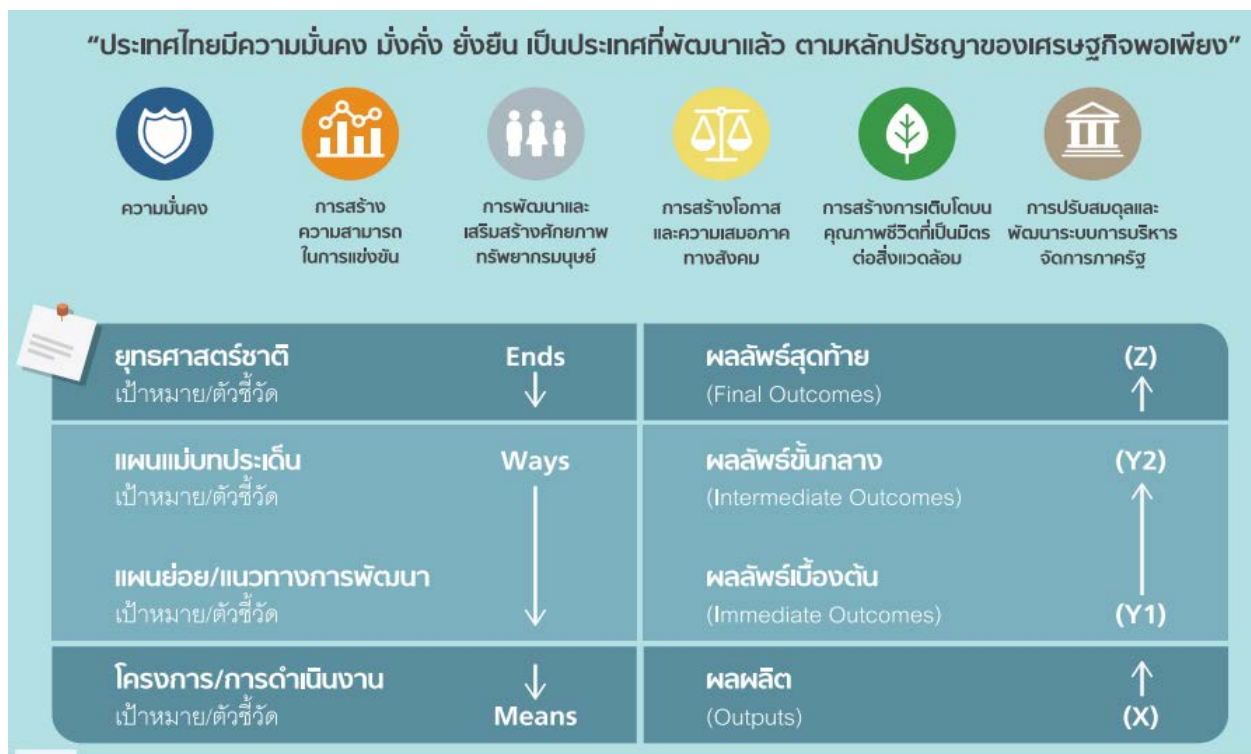 “ประเทศไทยมีความมั่นคง มั่งคั่ง ยั่งยืน เป็นประเทศที่พัฒนาแล้ว ตามหลักปรัชญาของเศรษฐกิจพอเพียง”
ความมั่นคง
การสร้าง
ความสามารถ
ในการแข่งขัน
การพัฒนาและ
เสริมสร้างศักยภาพ
ทรัพยากรมนุษย์
การสร้างโอกาส
และความเสมอภาค
ทางสังคม
การสร้างการเติบโตบน
คุณภาพชีวิตที่เป็นมิตร
ต่อสิ่งแวดล้อม
การปรับสมดุลและ
พัฒนาระบบการบริหาร
จัดการภาครัฐ
ยุทธศาสตร์ชาติ Ends ผลลัพธ์สุดท้าย (Z)
เป้าหมาย/ตัวชี้วัด (Final Outcomes)
แผนแม่บทประเด็น Ways ผลลัพธ์ขั้นกลาง (Y2)
เป้าหมาย/ตัวชี้วัด (Intermediate Outcomes)
แผนย่อย/แนวทางการพัฒนา ผลลัพธ์เบื้องต้น
เป้าหมาย/ตัวชี้วัด (Immediate Outcomes) (Y1)
โครงการ/การดำเนินงาน ผลผลิต
เป้าหมาย/ตัวชี้วัด Means (Outputs) (X)